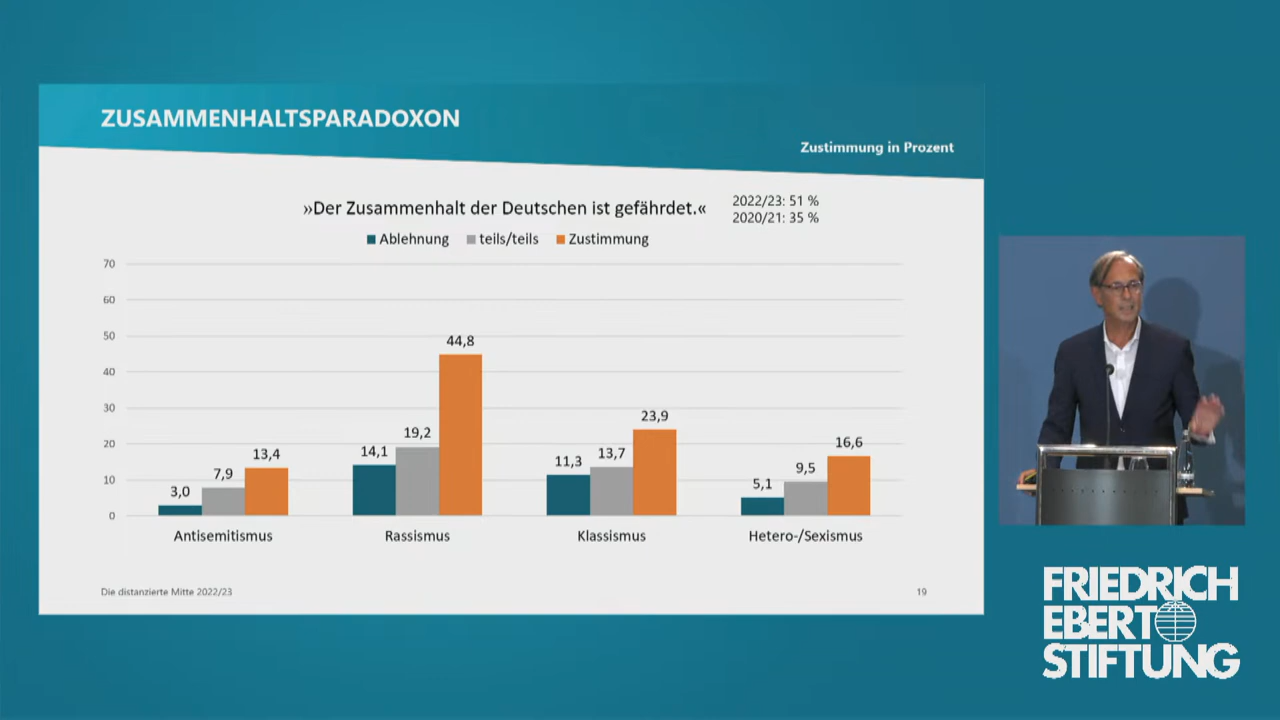 ZUSAMMENHALTSPARADOXON
Zustimmung in Prozent
»Der Zusammenhalt der Deutschen ist gefährdet.«
2022/23: 51 %
2020/21: 35 %
Ablehnung teils/teils Zustimmung
70
60
50
40
30
20
10
0
3,0
7,9
13,4
14,1
19,2
44,8
11,3
13,7
23,9
5,1
9,5
16,6
Antisemitismus Rassismus Klassismus Hetero-/Sexismus
Die distanzierte Mitte 2022/23
19
FRIEDRICH
EBERT
STIFTUNG